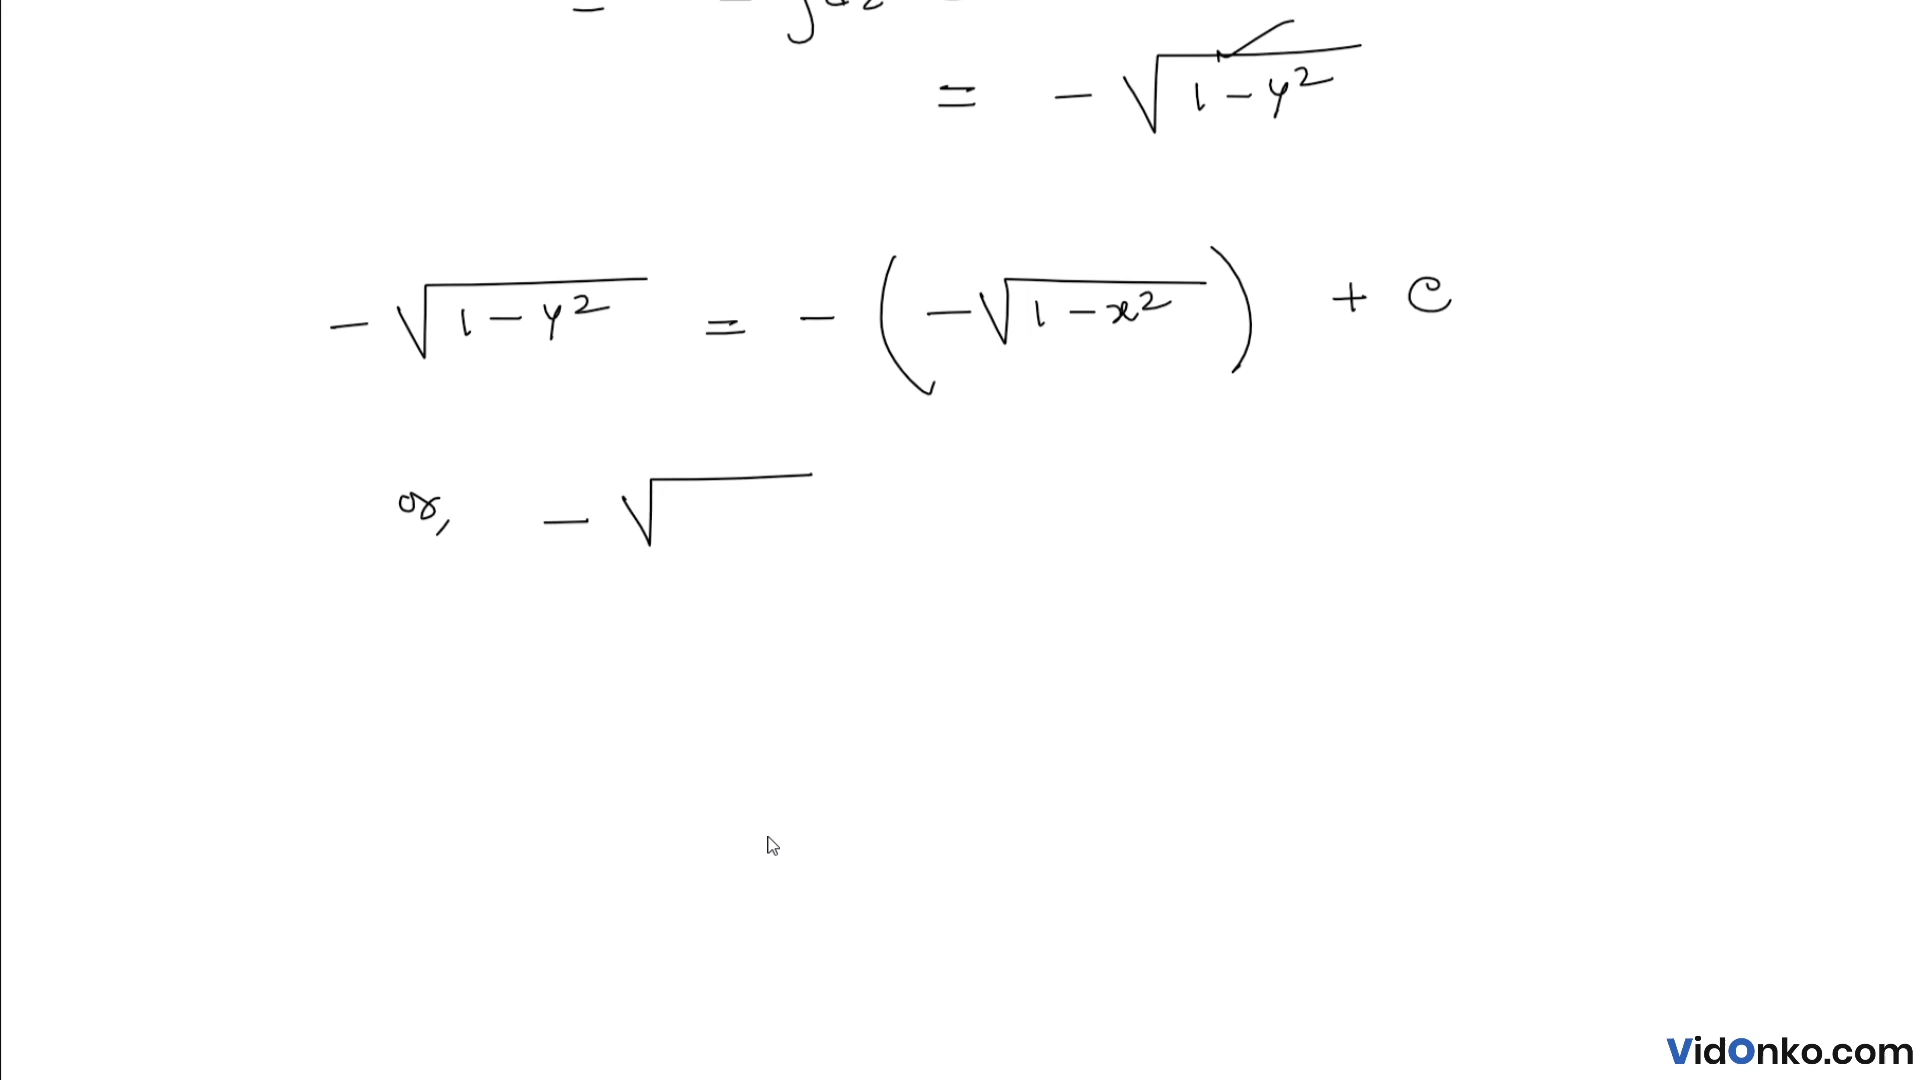 = - √(1 - y²)
- √(1 - y²) = - (- √(1 - x²)) + c
or, - √
VidOnko.com